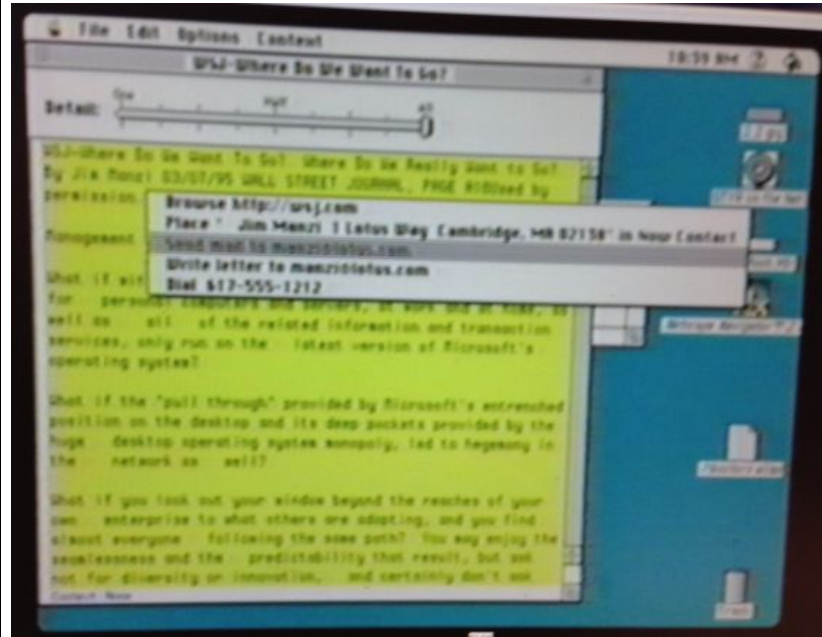 File Edit Options Context
10:59 AM
WSJ-Where Do We Want To Go?
Detail:
Half
All
WSJ-Where Do We Want To Go? Where Do We Really Want to Go?
By Jim Manzi 03/07/95 WALL STREET JOURNAL, PAGE A18Used by
permission.
Browse http://wsj.com
Place " Jim Manzi 1 Lotus Way Cambridge, MA 02138" in Now Contact
Send mail to manzi@lotus.com
Write letter to manzi@lotus.com
Dial 617-555-1212
Management
What if
for personal computers and servers, at work and at home, as
well as all of the related information and transaction
services, only run on the latest version of Microsoft's
operating system?
What if the "pull through" provided by Microsoft's entrenched
position on the desktop and its deep pockets provided by the
huge desktop operating system monopoly, led to hegemony in
the network as well?
What if you look out your window beyond the reaches of your
own enterprise to what others are adopting, and you find
almost everyone following the same path? You may enjoy the
seamlessness and the predictability that result, but ask
not for diversity or innovation, and certainly don't ask
Context: None
Netscape Navigator
Trash